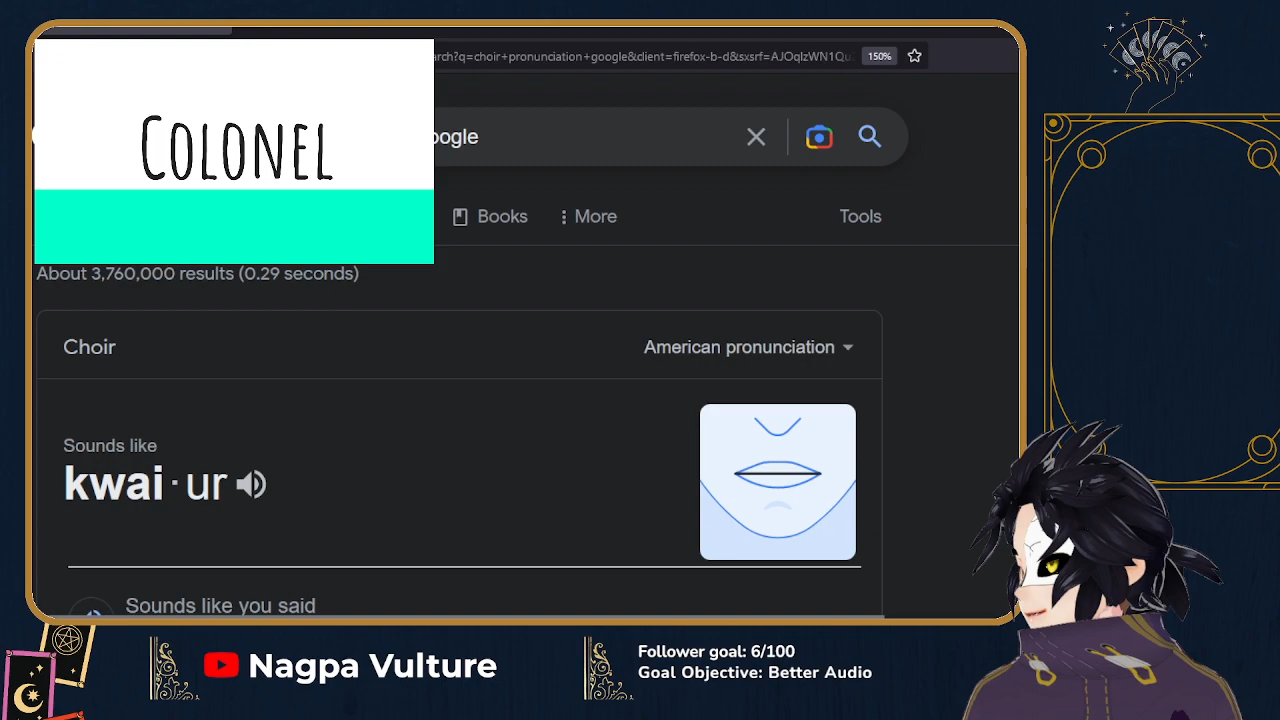 arch?q=choir+pronunciation+google&client=firefox-b-d&sxsrf=AJOqlzWN1Qu
150%
Colonel
oogle
Books
More
Tools
About 3,760,000 results (0.29 seconds)
Choir
American pronunciation
Sounds like
kwai · ur
Sounds like you said
Nagpa Vulture
Follower goal: 6/100
Goal Objective: Better Audio